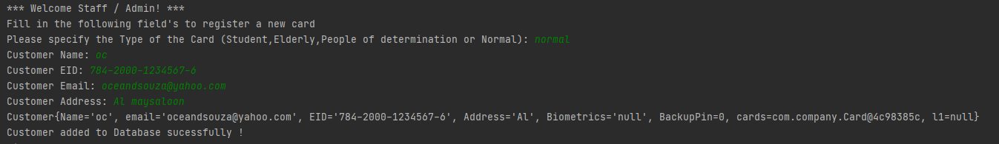 *** Welcome Staff / Admin! ***
Fill in the following field's to register a new card
Please specify the Type of the Card (Student,Elderly,People of determination or Normal): normal
Customer Name: oc
Customer EID: 784-2000-1234567-6
Customer Email: oceandsouza@yahoo.com
Customer Address: Al maysaloon
Customer{Name='oc', email='oceandsouza@yahoo.com', EID='784-2000-1234567-6', Address='Al', Biometrics='null', BackupPin=0, cards=com.company.Card@4c98385c, l1=null}
Customer added to Database sucessfully !